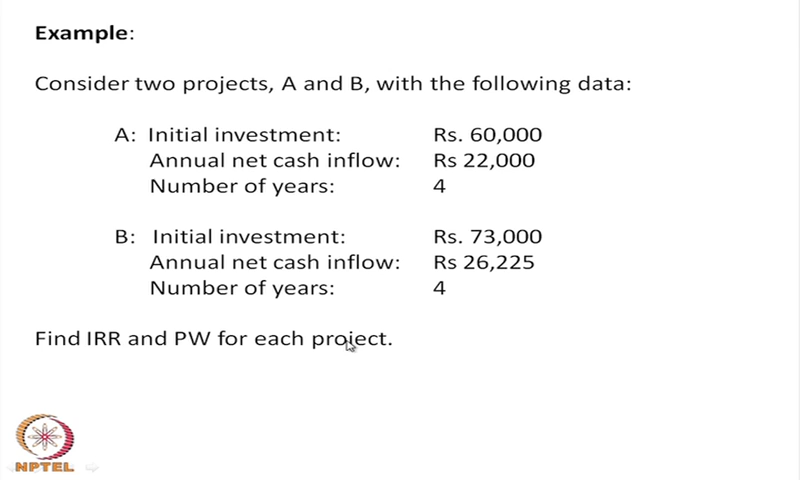 Example:
Consider two projects, A and B, with the following data:
A: Initial investment: Rs. 60,000
Annual net cash inflow: Rs 22,000
Number of years: 4
B: Initial investment: Rs. 73,000
Annual net cash inflow: Rs 26,225
Number of years: 4
Find IRR and PW for each project.
NPTEL